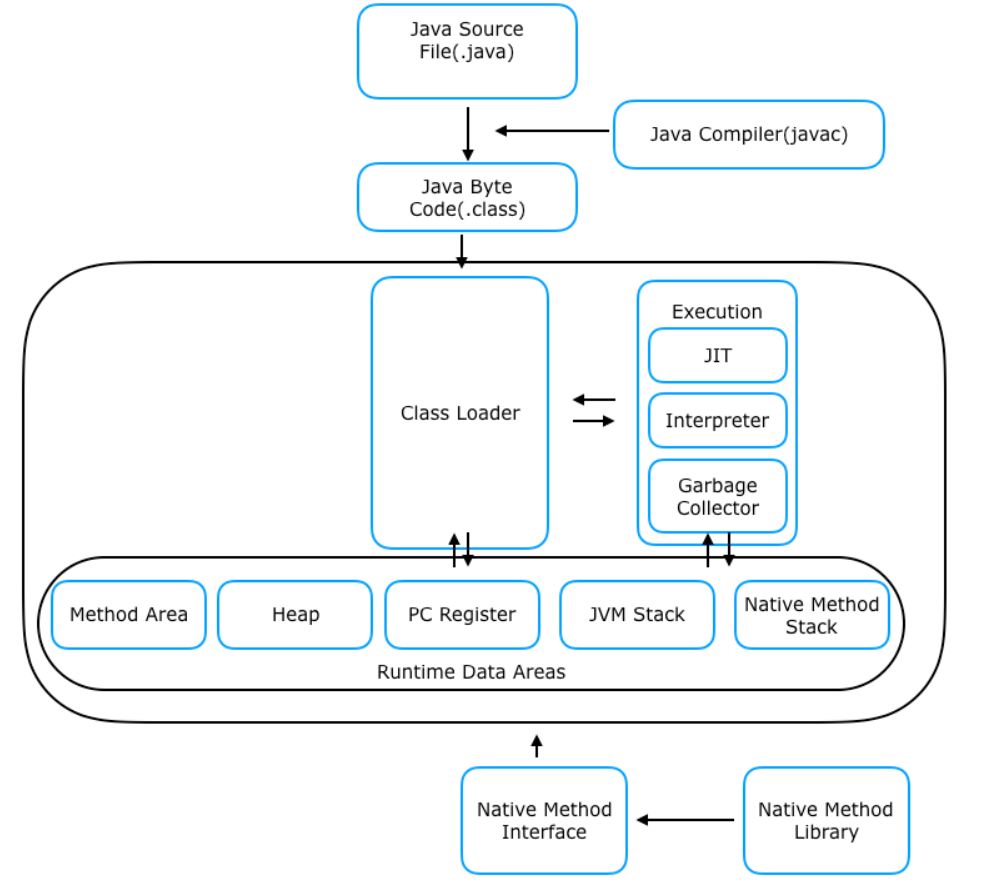 Java Source
File(.java)
Java Compiler(javac)
Java Byte
Code(.class)
Class Loader
Execution
JIT
Interpreter
Garbage
Collector
Method Area
Heap
PC Register
JVM Stack
Native Method
Stack
Runtime Data Areas
Native Method
Interface
Native Method
Library